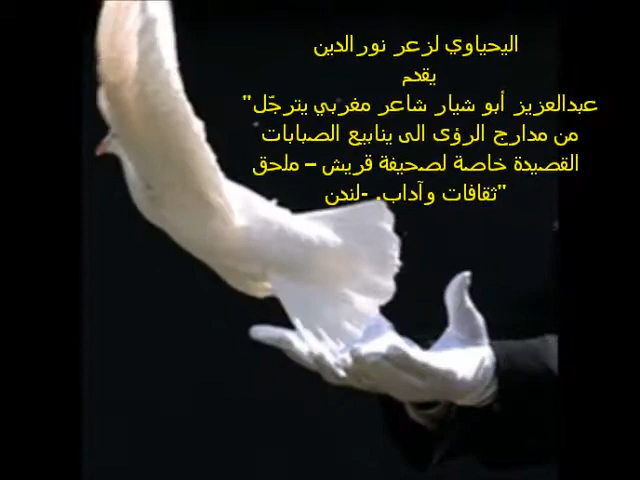 اليحياوي لزعر نورالدين
يقدم
عبدالعزيز أبو شيار شاعر مغربي يترجّل"
من مدارج الرؤى الى ينابيع الصبابات
القصيدة خاصة لصحيفة قريش – ملحق
"ثقافات وآداب. -لندن